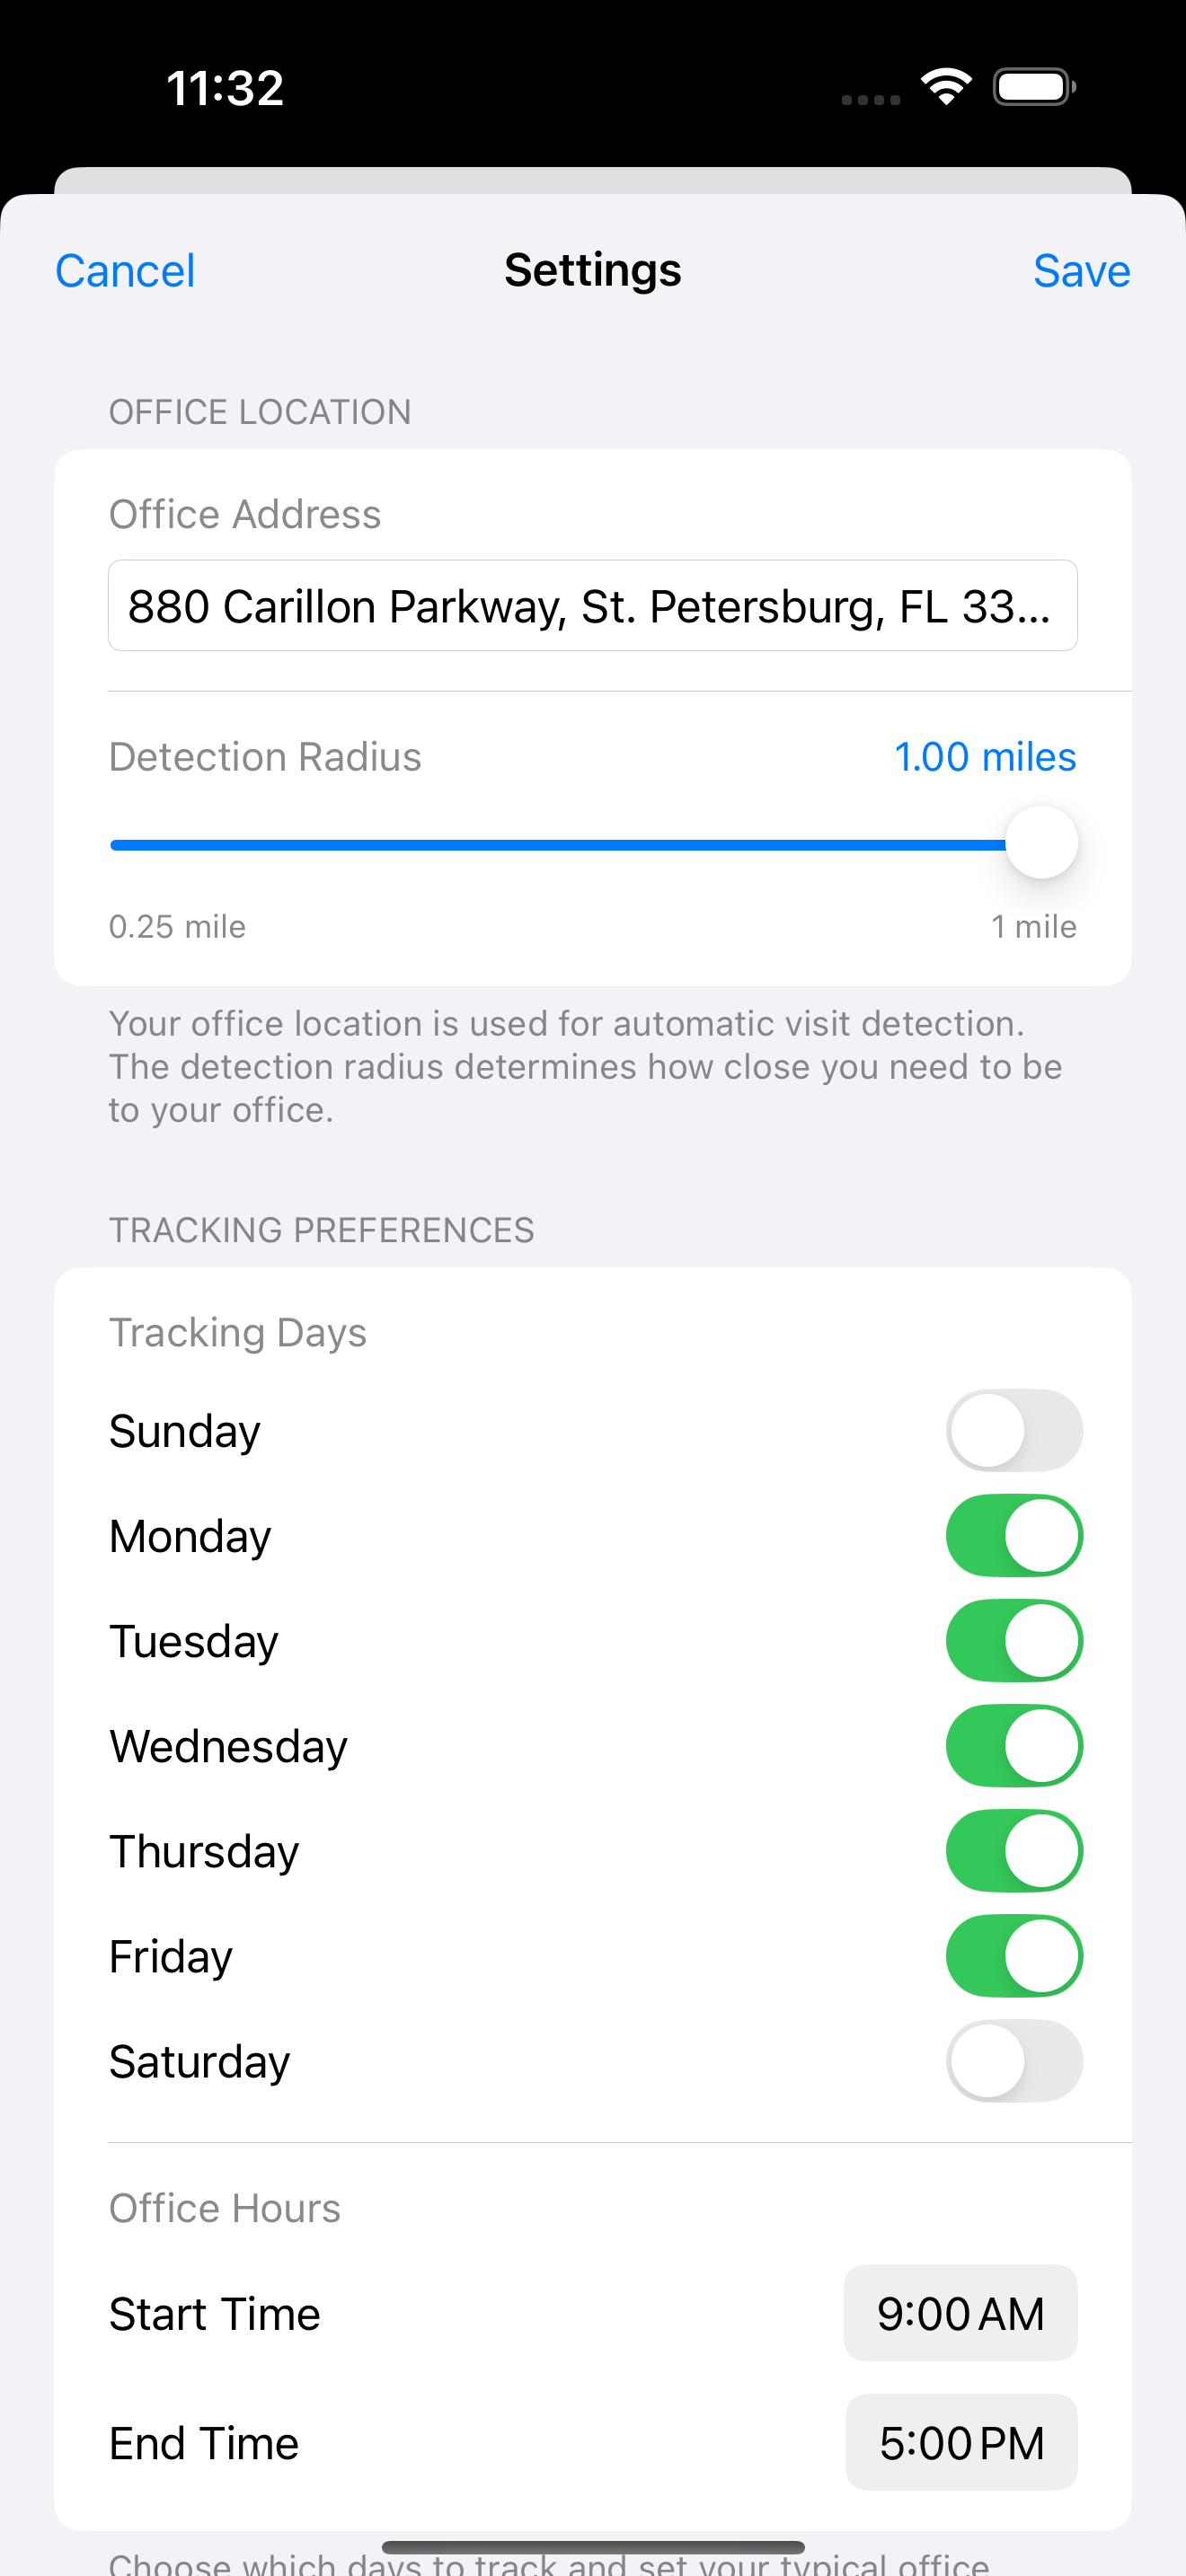 11:32
Cancel Settings Save
OFFICE LOCATION
Office Address
880 Carillon Parkway, St. Petersburg, FL 33...
Detection Radius 1.00 miles
0.25 mile 1 mile
Your office location is used for automatic visit detection.
The detection radius determines how close you need to be
to your office.
TRACKING PREFERENCES
Tracking Days
Sunday
Monday
Tuesday
Wednesday
Thursday
Friday
Saturday
Office Hours
Start Time 9:00 AM
End Time 5:00 PM
Choose which days to track and set your typical office